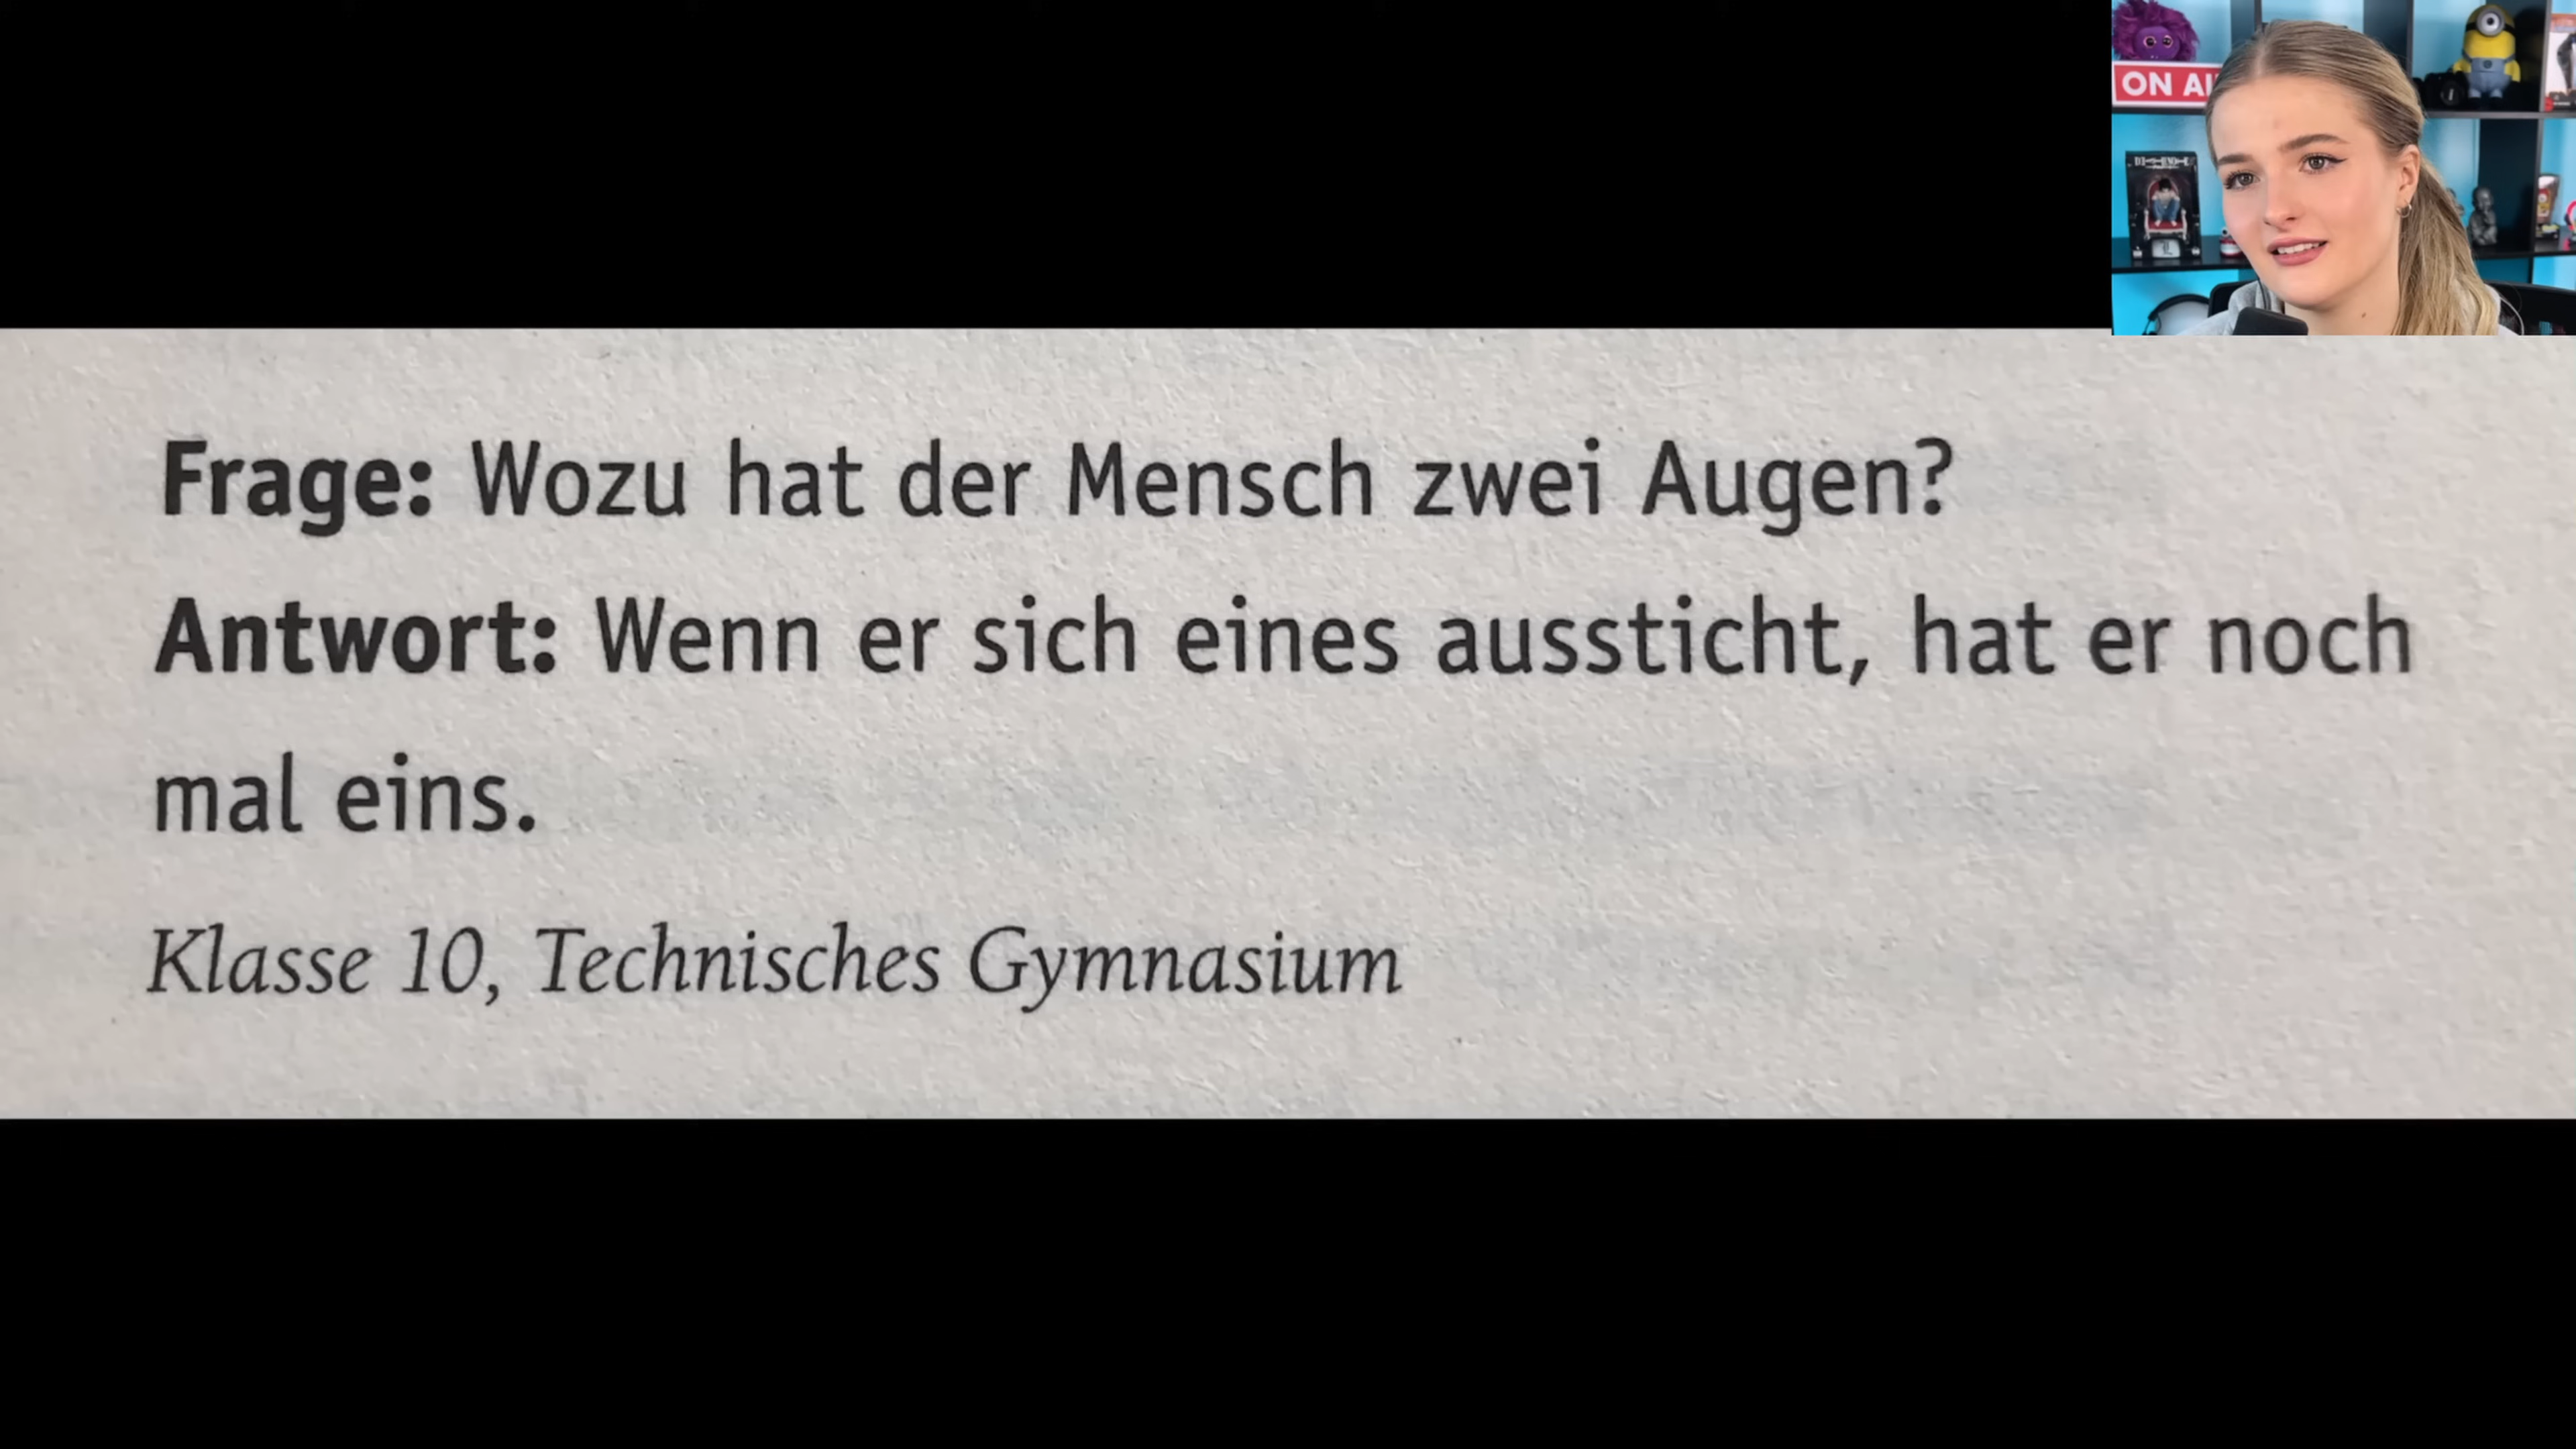 ON AI
Frage: Wozu hat der Mensch zwei Augen?
Antwort: Wenn er sich eines aussticht, hat er noch
mal eins.
Klasse 10, Technisches Gymnasium